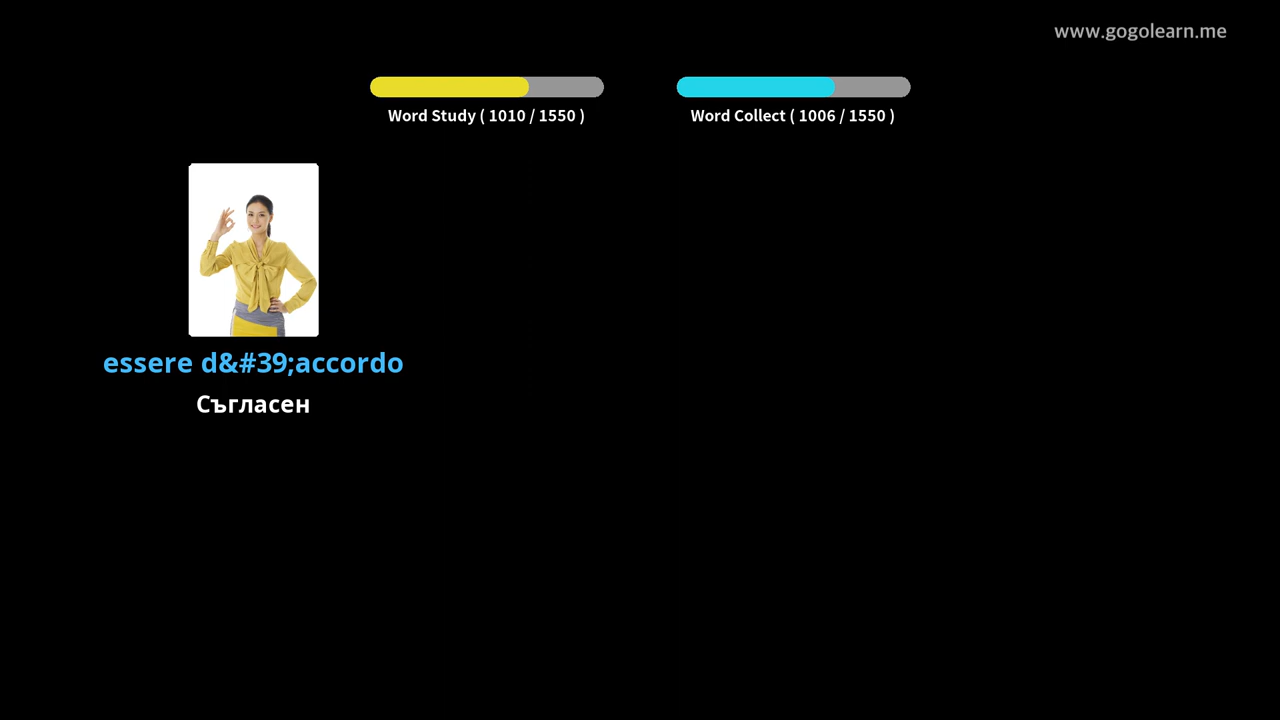 www.gogolearn.me
Word Study ( 1010 / 1550 )
Word Collect ( 1006 / 1550 )
essere d&#39;accordo
Съгласен